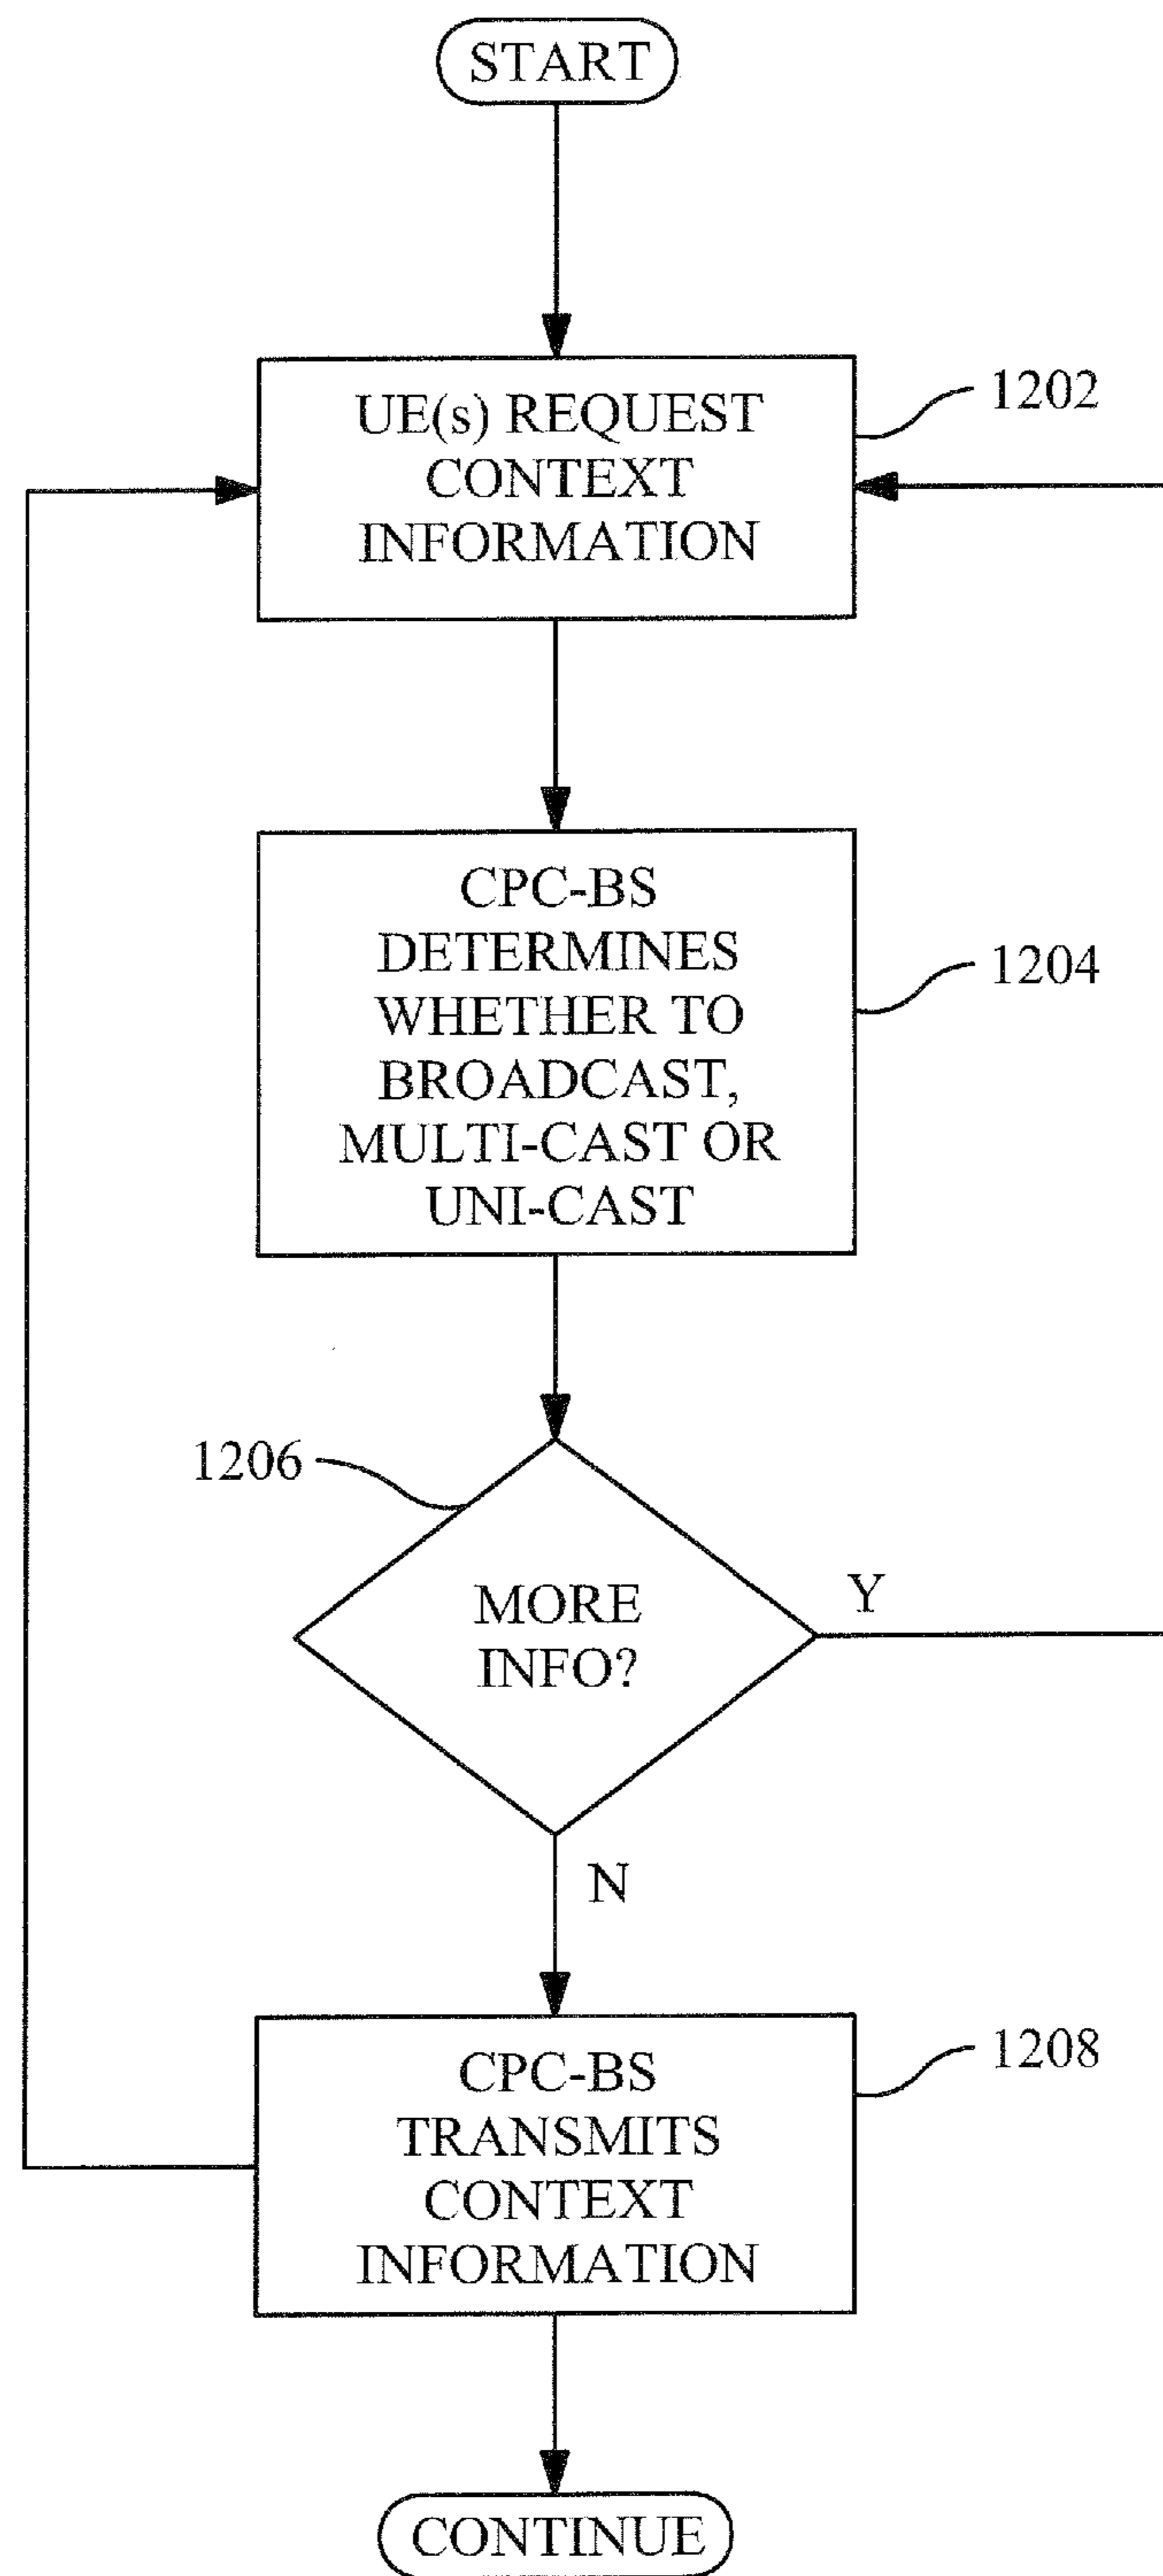 START
UE(s) REQUEST
CONTEXT
INFORMATION
1202
CPC-BS
DETERMINES
WHETHER TO
BROADCAST,
MULTI-CAST OR
UNI-CAST
1204
1206
MORE
INFO?
Y
N
CPC-BS
TRANSMITS
CONTEXT
INFORMATION
1208
CONTINUE